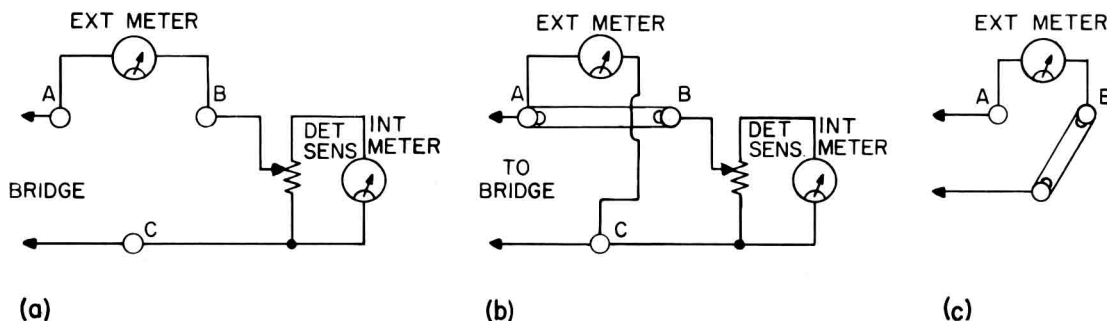 EXT METER
A
B
DET
SENS.
INT
METER
BRIDGE
C
(a)
EXT METER
A
B
DET
SENS.
INT
METER
TO
BRIDGE
C
(b)
EXT METER
A
(c)